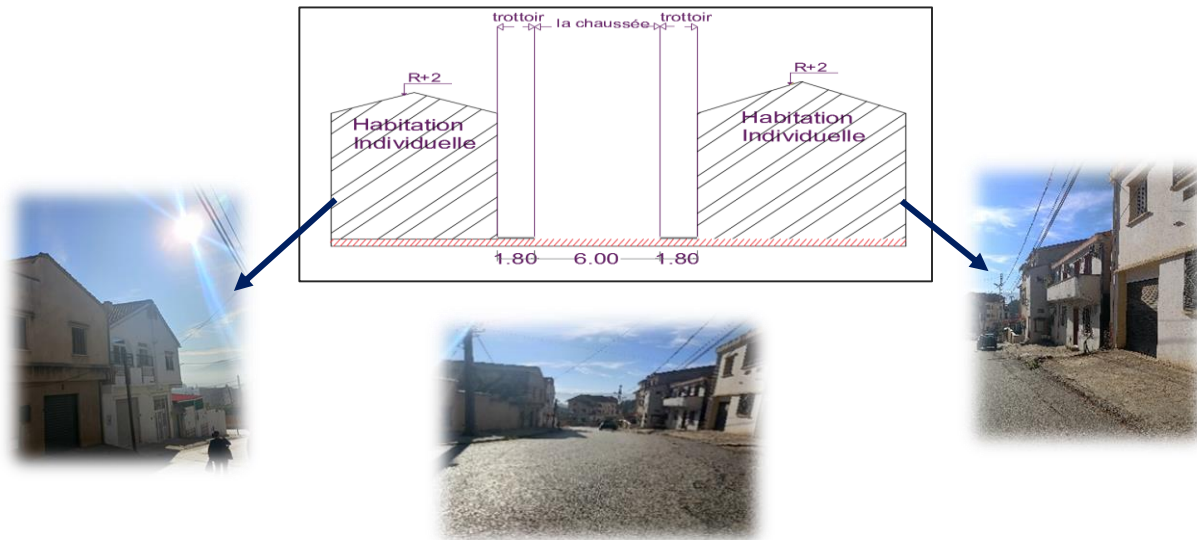 trottoir la chaussée trottoir
R+2 R+2
Habitation
Individuelle
Habitation
Individuelle
1.80 6.00 1.80